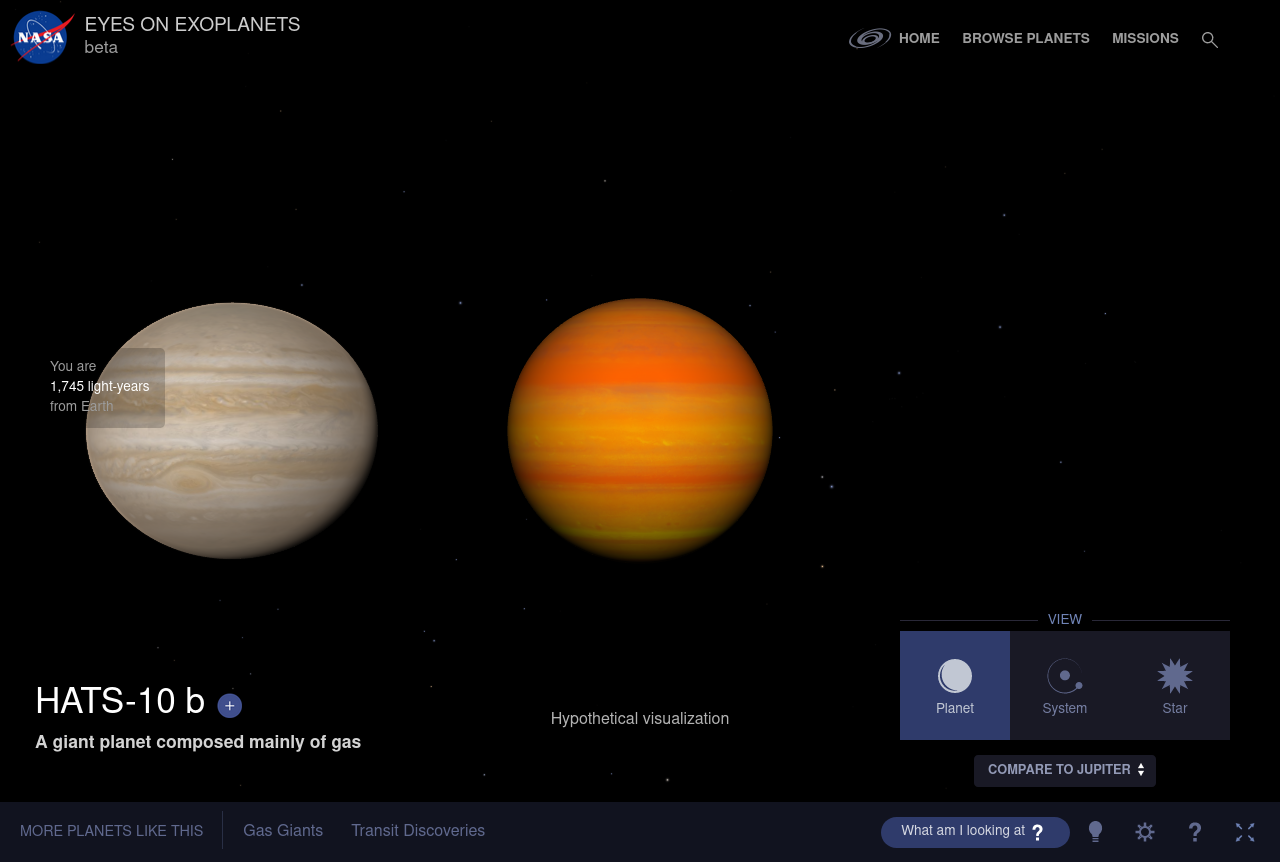 NASA
EYES ON EXOPLANETS
beta
HOME
BROWSE PLANETS
MISSIONS
You are
1,745 light-years
from Earth
HATS-10 b +
A giant planet composed mainly of gas
Hypothetical visualization
VIEW
Planet
System
Star
COMPARE TO JUPITER
MORE PLANETS LIKE THIS
Gas Giants
Transit Discoveries
What am I looking at ?
?